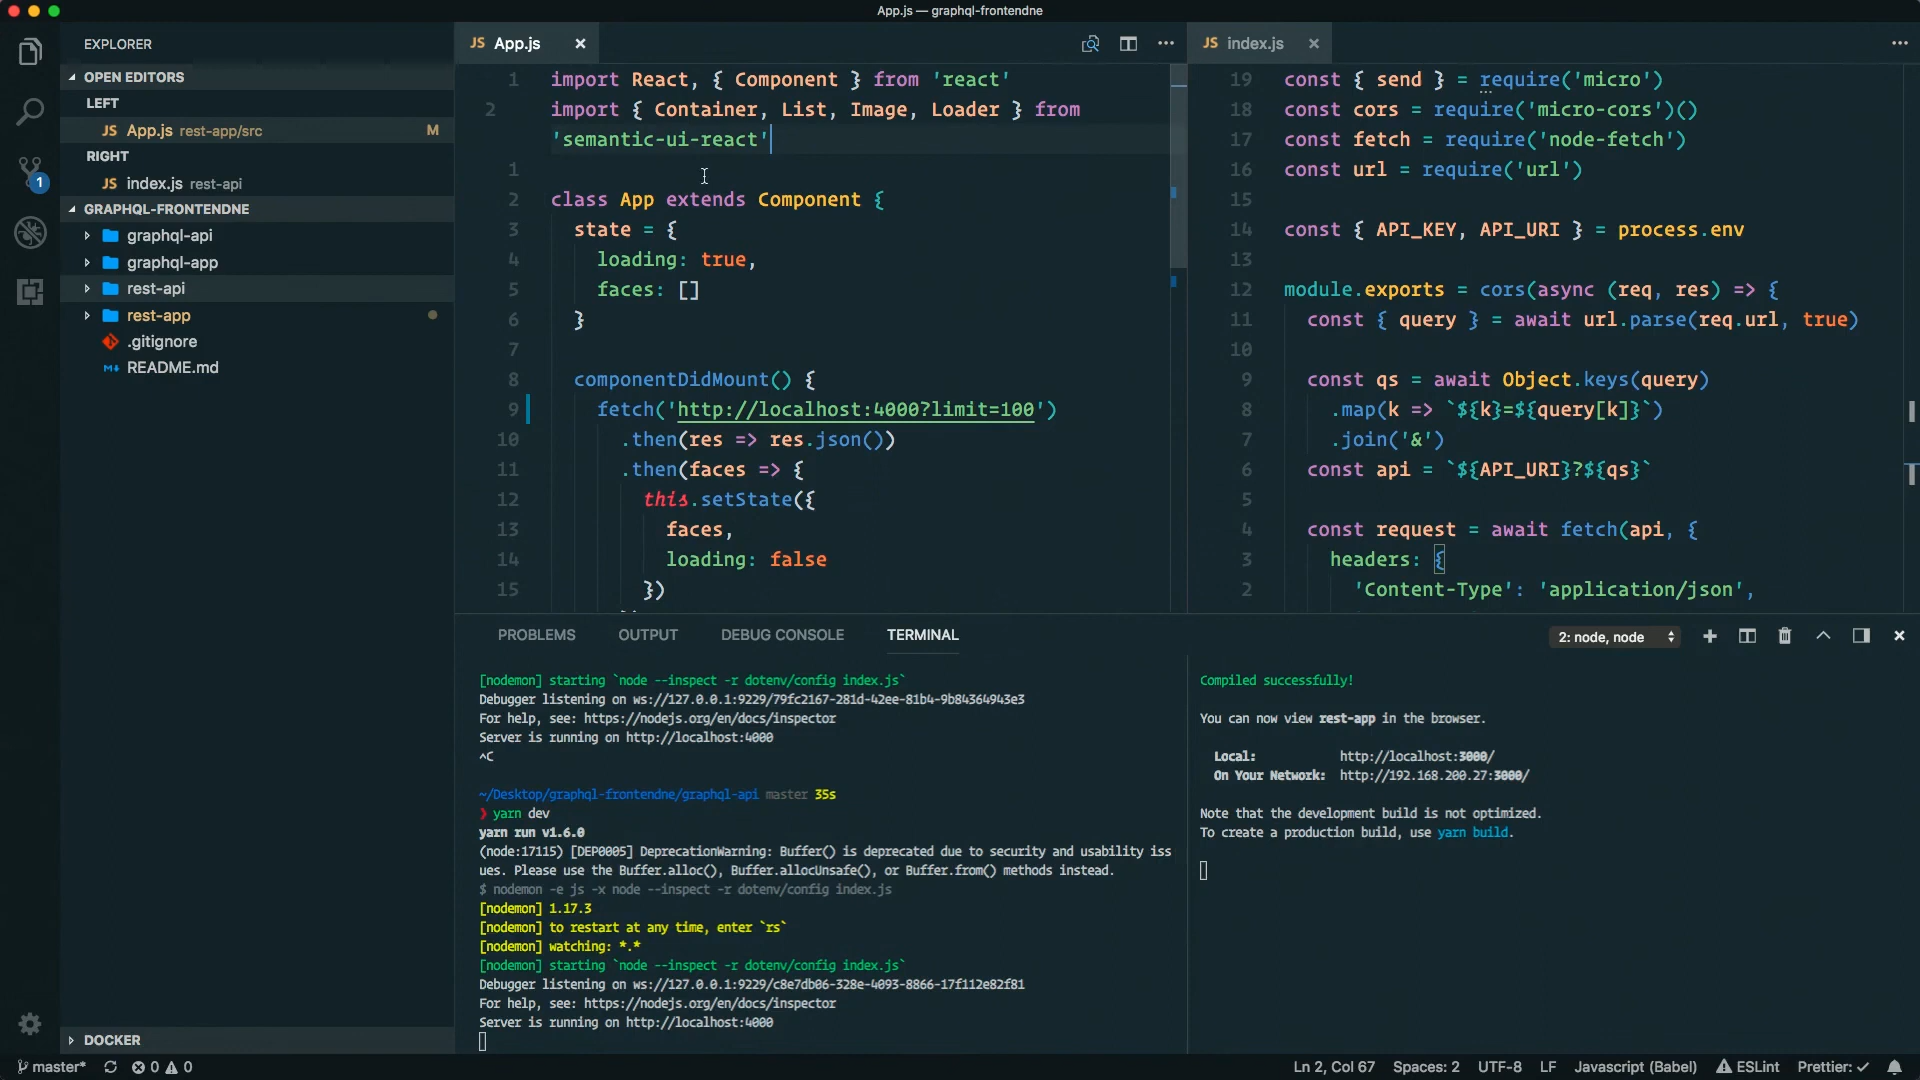 App.js — graphql-frontendne
EXPLORER
OPEN EDITORS
LEFT
JS App.js rest-app/src M
RIGHT
JS index.js rest-api
GRAPHQL-FRONTENDNE
graphql-api
graphql-app
rest-api
rest-app
.gitignore
M↓ README.md
DOCKER
1
JS App.js ×
1 import React, { Component } from 'react'
2 import { Container, List, Image, Loader } from
'semantic-ui-react'
1
2 class App extends Component {
3 state = {
4 loading: true,
5 faces: []
6 }
7
8 componentDidMount() {
9 fetch('http://localhost:4000?limit=100')
10 .then(res => res.json())
11 .then(faces => {
12 this.setState({
13 faces,
14 loading: false
15 })
JS index.js ×
19 const { send } = require('micro')
18 const cors = require('micro-cors')()
17 const fetch = require('node-fetch')
16 const url = require('url')
15
14 const { API_KEY, API_URI } = process.env
13
12 module.exports = cors(async (req, res) => {
11 const { query } = await url.parse(req.url, true)
10
9 const qs = await Object.keys(query)
8 .map(k => `${k}=${query[k]}`)
7 .join('&')
6 const api = `${API_URI}?${qs}`
5
4 const request = await fetch(api, {
3 headers: {
2 'Content-Type': 'application/json',
PROBLEMS OUTPUT DEBUG CONSOLE TERMINAL 2: node, node
[nodemon] starting `node --inspect -r dotenv/config index.js`
Debugger listening on ws://127.0.0.1:9229/79fc2167-281d-42ee-81b4-9b84364943e3
For help, see: https://nodejs.org/en/docs/inspector
Server is running on http://localhost:4000
^C
~/Desktop/graphql-frontendne/graphql-api master 35s
❯ yarn dev
yarn run v1.6.0
(node:17115) [DEP0005] DeprecationWarning: Buffer() is deprecated due to security and usability iss
ues. Please use the Buffer.alloc(), Buffer.allocUnsafe(), or Buffer.from() methods instead.
$ nodemon -e js -x node --inspect -r dotenv/config index.js
[nodemon] 1.17.3
[nodemon] to restart at any time, enter `rs`
[nodemon] watching: *.*
[nodemon] starting `node --inspect -r dotenv/config index.js`
Debugger listening on ws://127.0.0.1:9229/c8e7db06-328e-4093-8866-17f112e82f81
For help, see: https://nodejs.org/en/docs/inspector
Server is running on http://localhost:4000
Compiled successfully!
You can now view rest-app in the browser.
Local: http://localhost:3000/
On Your Network: http://192.168.200.27:3000/
Note that the development build is not optimized.
To create a production build, use yarn build.
master* 0 0 Ln 2, Col 67 Spaces: 2 UTF-8 LF Javascript (Babel) ESLint Prettier: ✓